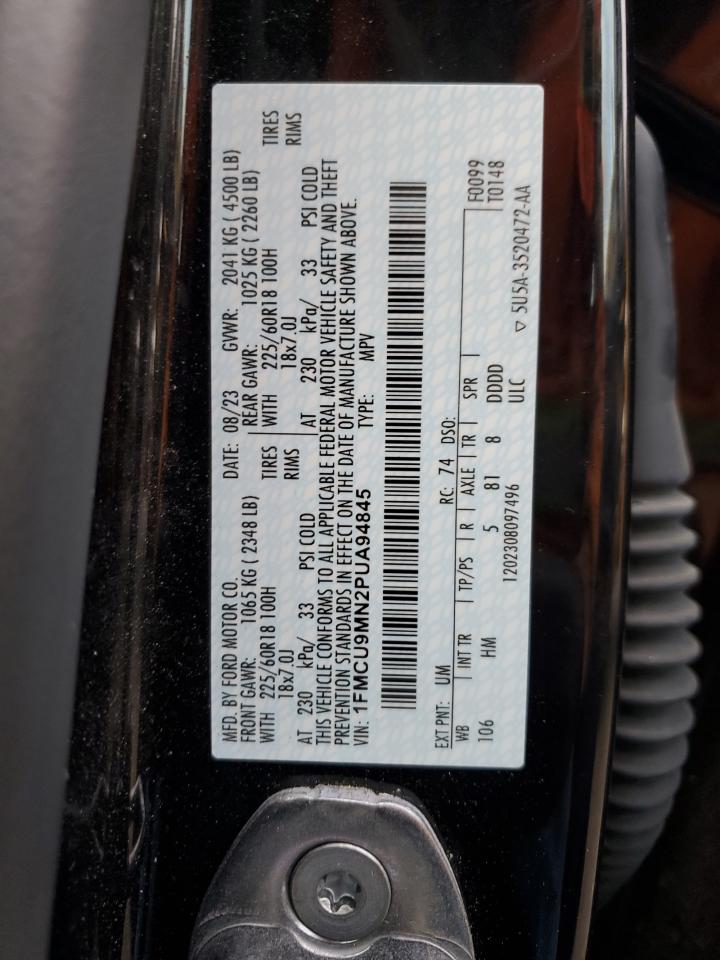 MFD. BY FORD MOTOR CO. DATE: 08/23 GVWR: 2041 KG ( 4500 LB)
FRONT GAWR: 1065 KG ( 2348 LB) REAR GAWR: 1025 KG ( 2260 LB)
WITH 225/60R18 100H TIRES WITH 225/60R18 100H TIRES
18x7.0J RIMS 18x7.0J RIMS
AT 230 kPa/ 33 PSI COLD AT 230 kPa/ 33 PSI COLD
THIS VEHICLE CONFORMS TO ALL APPLICABLE FEDERAL MOTOR VEHICLE SAFETY AND THEFT
PREVENTION STANDARDS IN EFFECT ON THE DATE OF MANUFACTURE SHOWN ABOVE.
VIN: 1FMCU9MN2PUA94845 TYPE: MPV
EXT PNT: UM RC: 74 DSO:
WB INT TR TP/PS R AXLE TR SPR F0099
106 HM 5 81 8 DDDD T0148
1202308097496 ULC ▽ 5U5A-3520472-AA